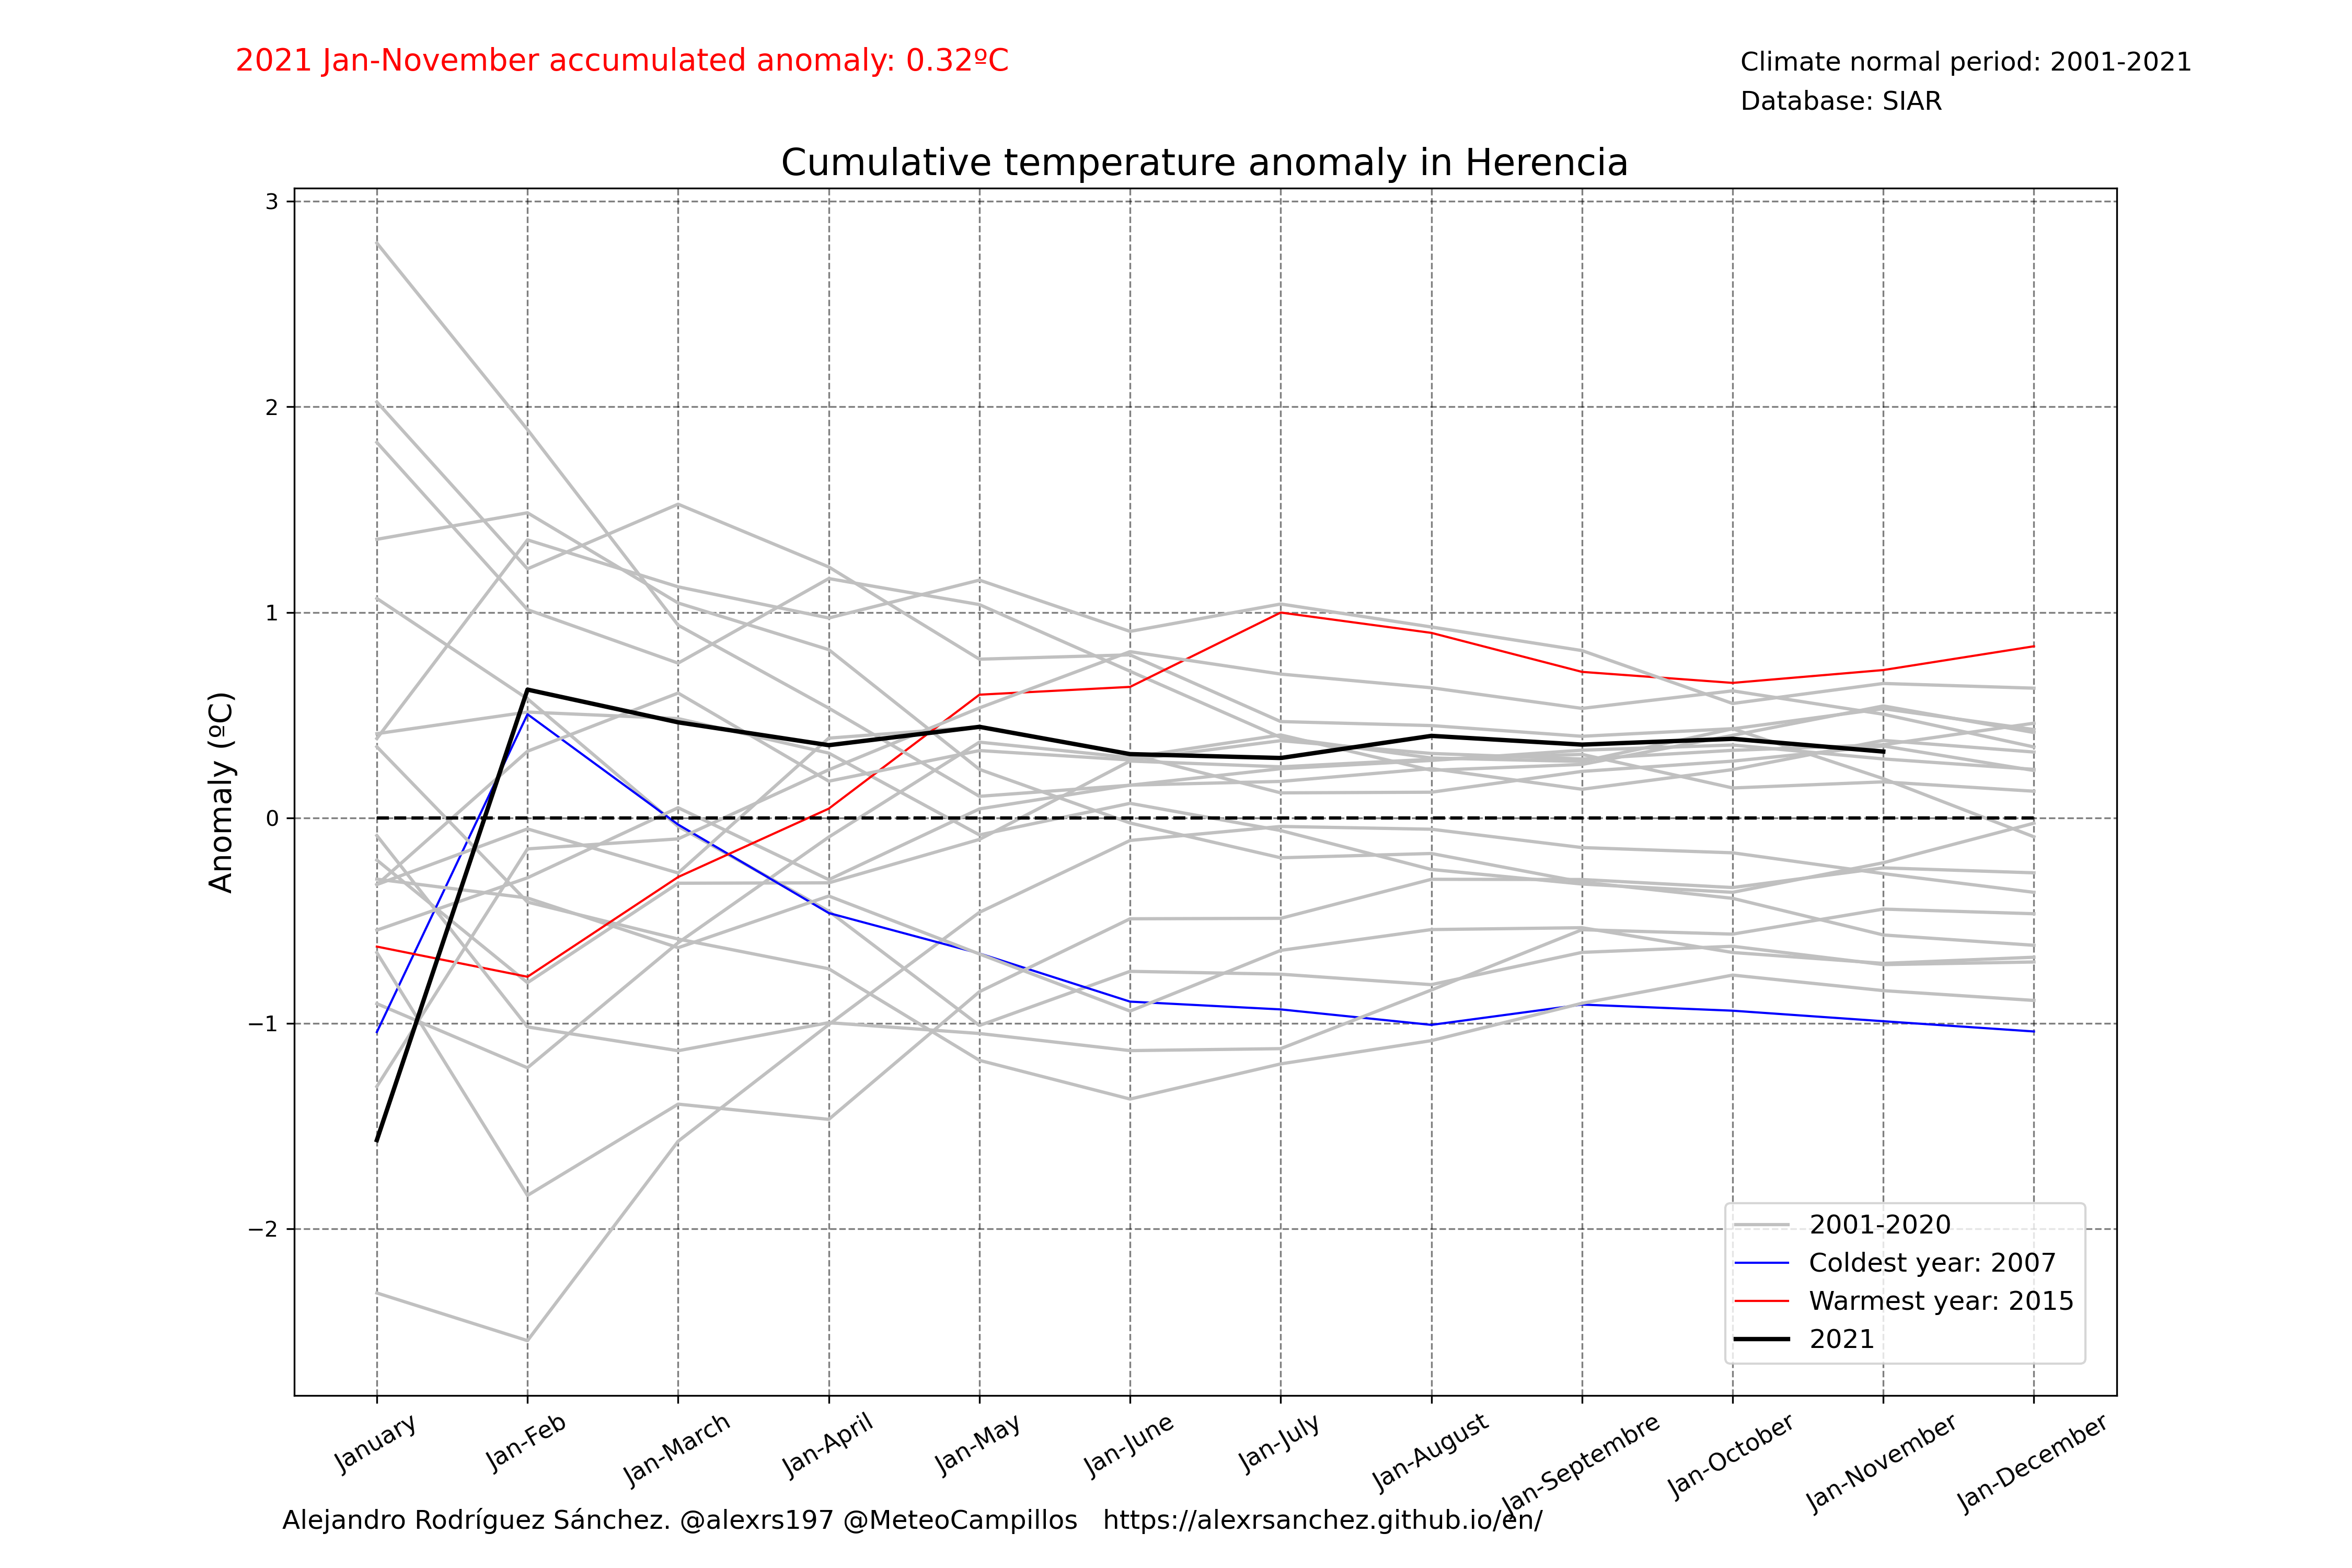 2021 Jan-November accumulated anomaly: 0.32ºC
Climate normal period: 2001-2021
Database: SIAR
Cumulative temperature anomaly in Herencia
Anomaly (ºC)
3
2
1
0
−1
−2
2001-2020
Coldest year: 2007
Warmest year: 2015
2021
January
Jan-Feb
Jan-March
Jan-April
Jan-May
Jan-June
Jan-July
Jan-August
Jan-Septembre
Jan-October
Jan-November
Jan-December
Alejandro Rodríguez Sánchez. @alexrs197 @MeteoCampillos   https://alexrsanchez.github.io/en/